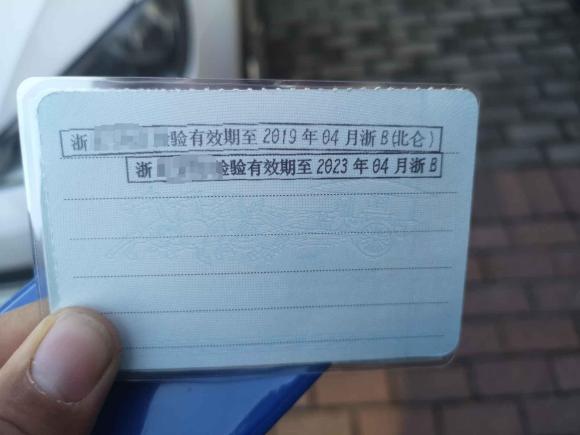 浙 验有效期至 2019 年 04 月浙 B(北仑)
浙 检验有效期至 2023 年 04 月浙 B